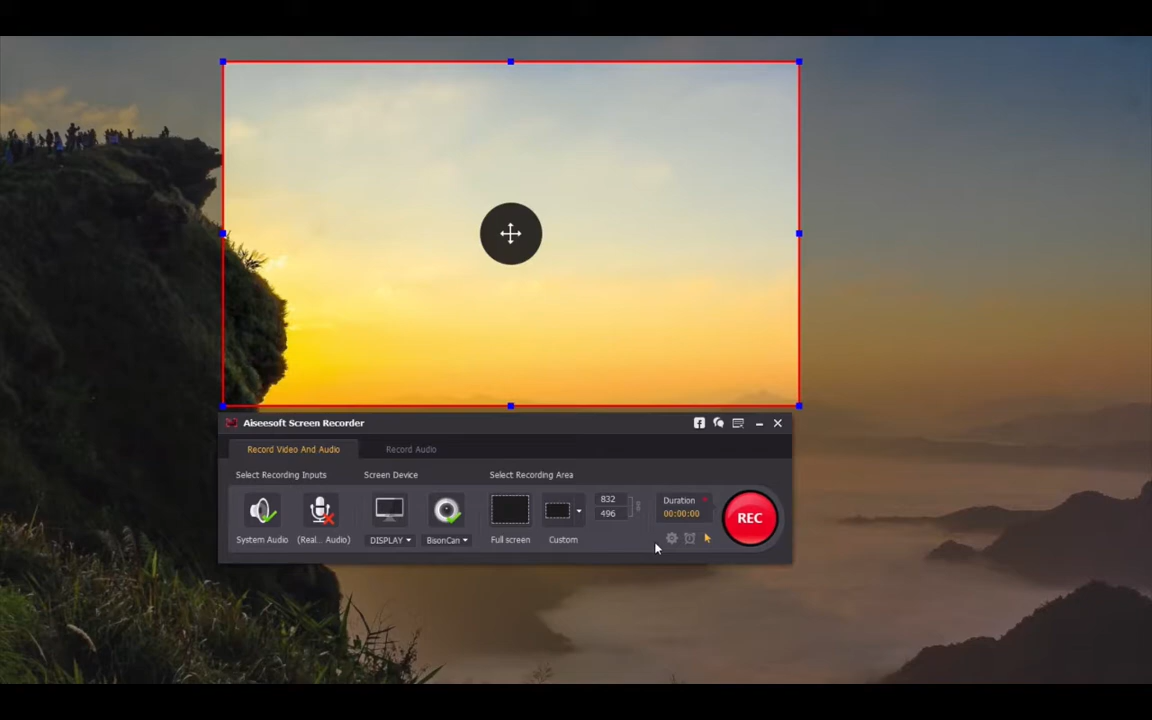 Aiseesoft Screen Recorder
Record Video And Audio
Record Audio
Select Recording Inputs
Screen Device
Select Recording Area
832
496
Duration
00:00:00
REC
System Audio
(Real... Audio)
DISPLAY
BisonCan
Full screen
Custom